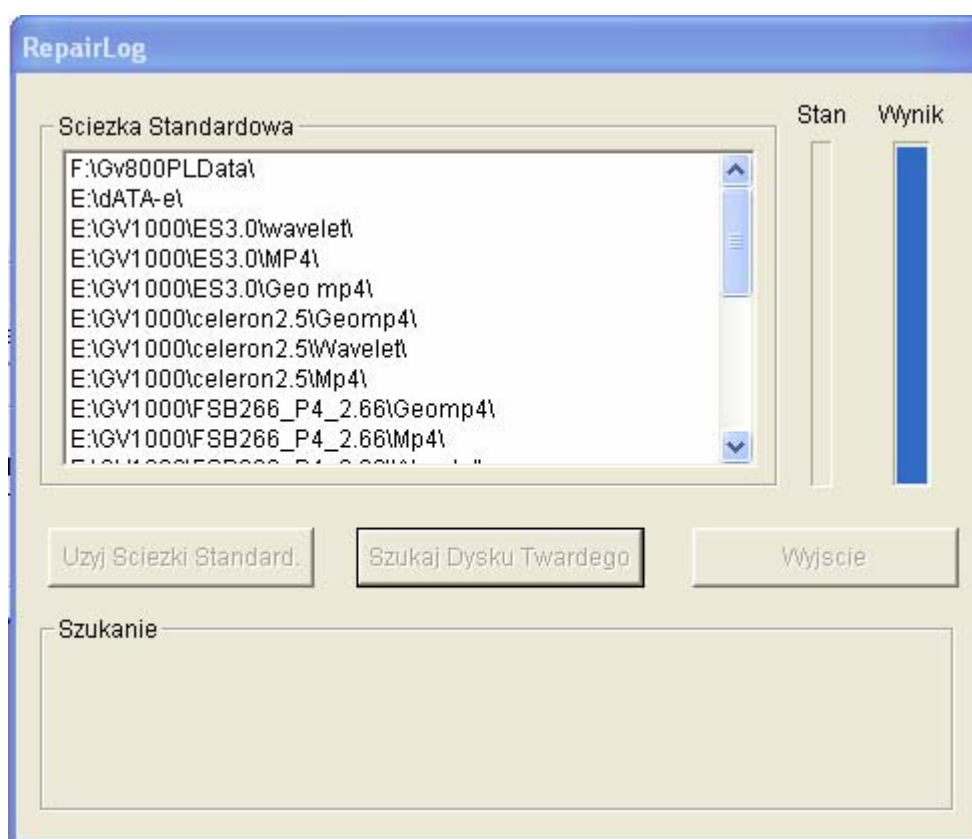 RepairLog
Sciezka Standardowa
Stan
Wynik
F:\Gv800PLData\
E:\dATA-e\
E:\GV1000\ES3.0\wavelet\
E:\GV1000\ES3.0\MP4\
E:\GV1000\ES3.0\Geo mp4\
E:\GV1000\celeron2.5\Geomp4\
E:\GV1000\celeron2.5\Wavelet\
E:\GV1000\celeron2.5\Mp4\
E:\GV1000\FSB266_P4_2.66\Geomp4\
E:\GV1000\FSB266_P4_2.66\Mp4\
Uzyj Sciezki Standard.
Szukaj Dysku Twardego
Wyjscie
Szukanie